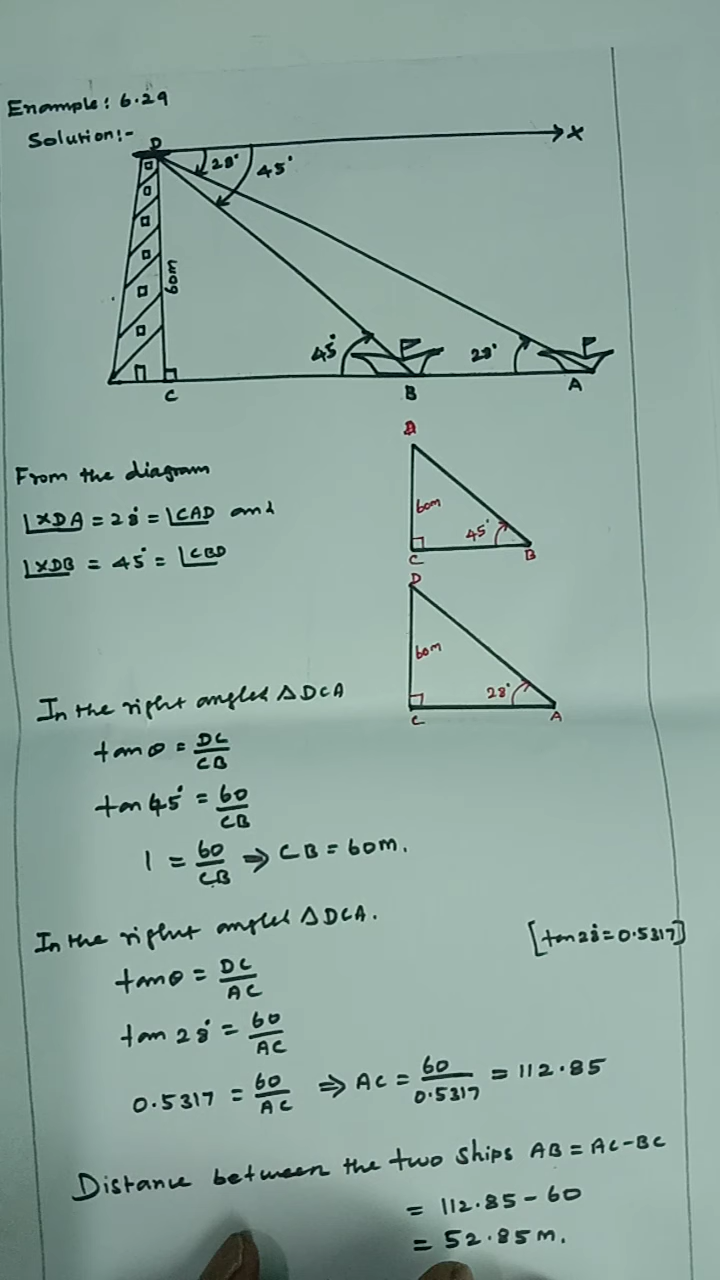 Example: 6.29
Solution:-
D
X
28°
45°
60m
45°
28°
C
B
A
From the diagram
∠XDA = 28° = ∠CAD and
∠XDB = 45° = ∠CBD
D
60m
45°
C
B
D
60m
28°
C
A
In the right angled ΔDCA
tan θ = DC/CB
tan 45° = 60/CB
1 = 60/CB ⇒ CB = 60m.
In the right angled ΔDCA.
[tan 28° = 0.5317]
tan θ = DC/AC
tan 28° = 60/AC
0.5317 = 60/AC ⇒ AC = 60/0.5317 = 112.85
Distance between the two ships AB = AC - BC
= 112.85 - 60
= 52.85m.